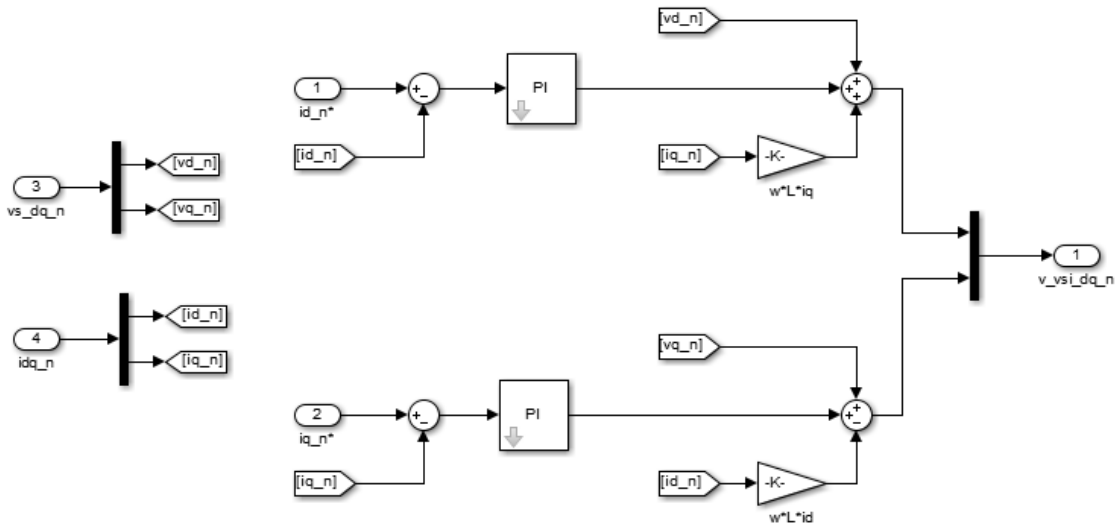 [vd_n]
1
PI
+
−
+
+
+
id_n*
[id_n]
[iq_n]
-K-
w*L*iq
[vd_n]
3
vs_dq_n
[vq_n]
1
v_vsi_dq_n
[id_n]
4
idq_n
[iq_n]
[vq_n]
2
PI
+
−
+
+
−
iq_n*
[iq_n]
[id_n]
-K-
w*L*id